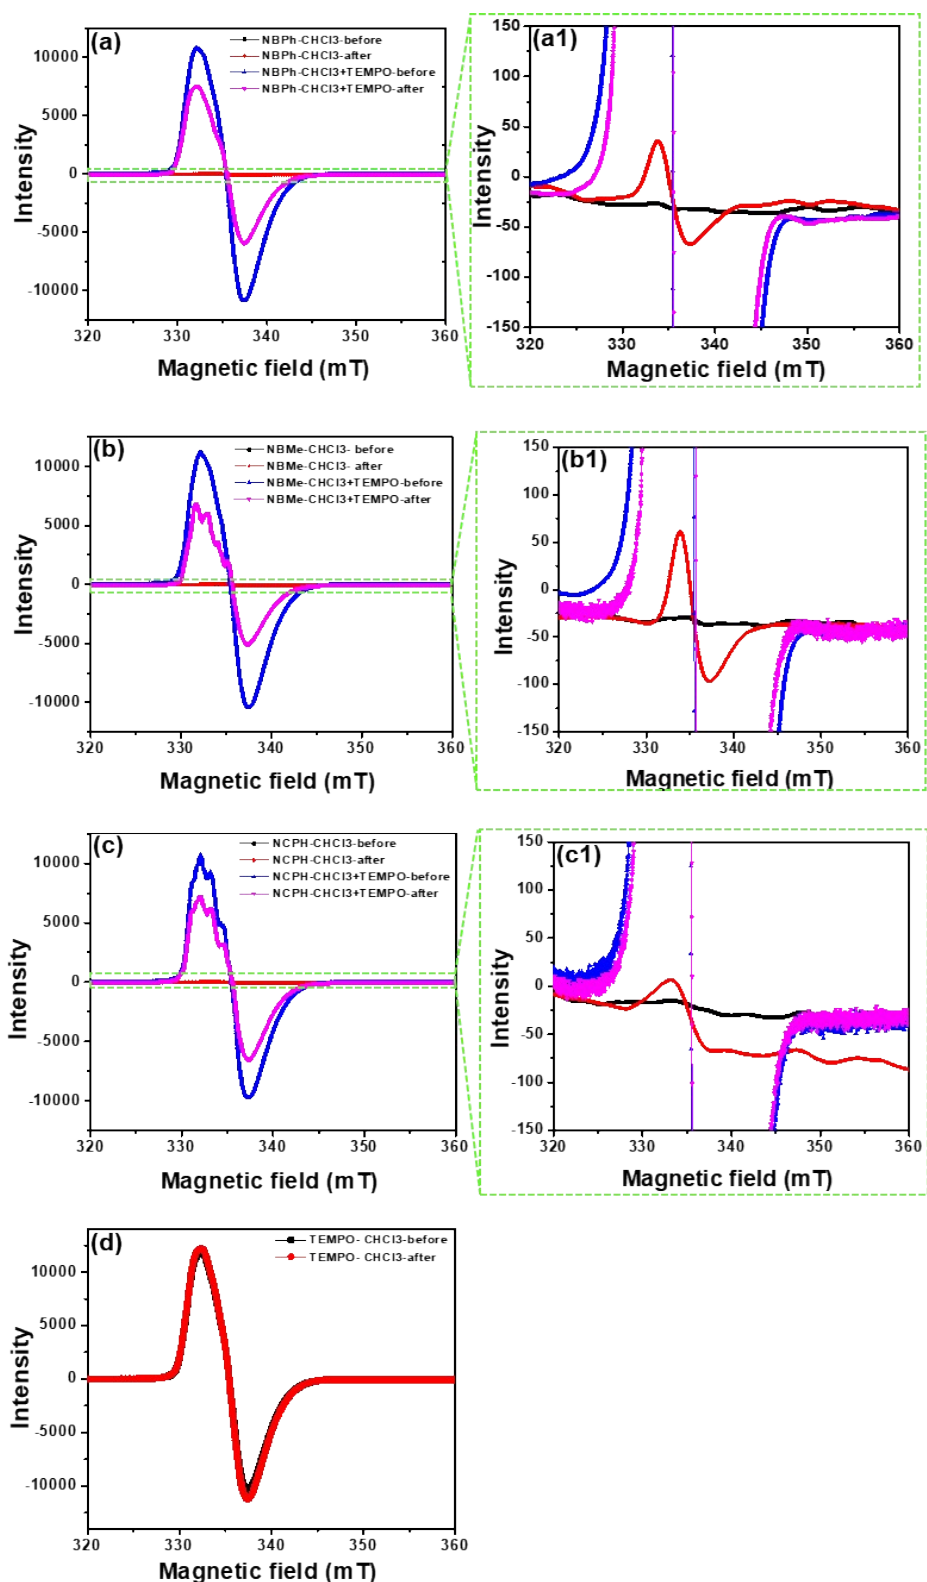 (a)
NBPh-CHCl3-before
NBPh-CHCl3-after
NBPh-CHCl3+TEMPO-before
NBPh-CHCl3+TEMPO-after
10000
5000
0
-5000
-10000
Intensity
320 330 340 350 360
Magnetic field (mT)
(a1)
150
100
50
0
-50
-100
-150
Intensity
320 330 340 350 360
Magnetic field (mT)
(b)
NBMe-CHCl3- before
NBMe-CHCl3- after
NBMe-CHCl3+TEMPO-before
NBMe-CHCl3+TEMPO-after
10000
5000
0
-5000
-10000
Intensity
320 330 340 350 360
Magnetic field (mT)
(b1)
150
100
50
0
-50
-100
-150
Intensity
320 330 340 350 360
Magnetic field (mT)
(c)
NCPH-CHCl3-before
NCPH-CHCl3-after
NCPH-CHCl3+TEMPO-before
NCPH-CHCl3+TEMPO-after
10000
5000
0
-5000
-10000
Intensity
320 330 340 350 360
Magnetic field (mT)
(c1)
150
100
50
0
-50
-100
-150
Intensity
320 330 340 350 360
Magnetic field (mT)
(d)
TEMPO- CHCl3-before
TEMPO- CHCl3-after
10000
5000
0
-5000
-10000
Intensity
320 330 340 350 360
Magnetic field (mT)